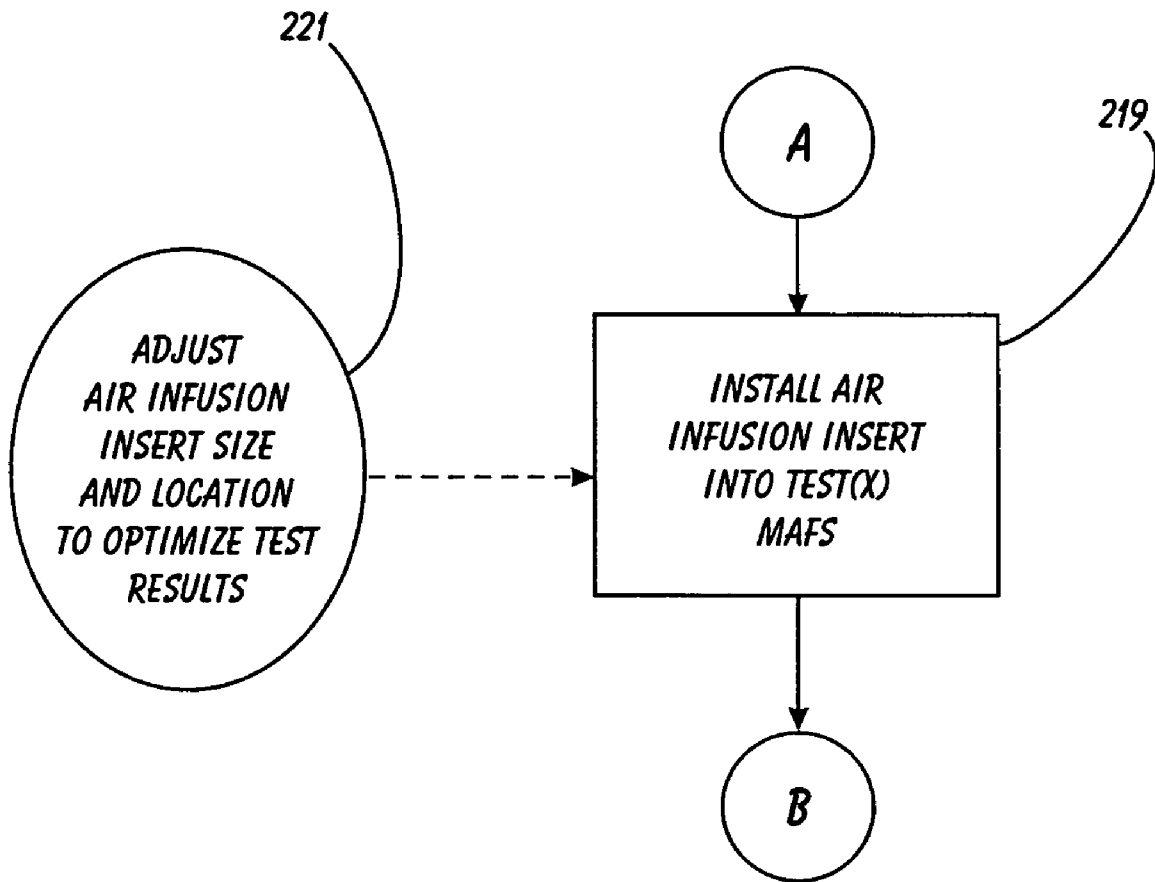 221
A
219
ADJUST
AIR INFUSION
INSERT SIZE
AND LOCATION
TO OPTIMIZE TEST
RESULTS
INSTALL AIR
INFUSION INSERT
INTO TEST(X)
MAFS
B